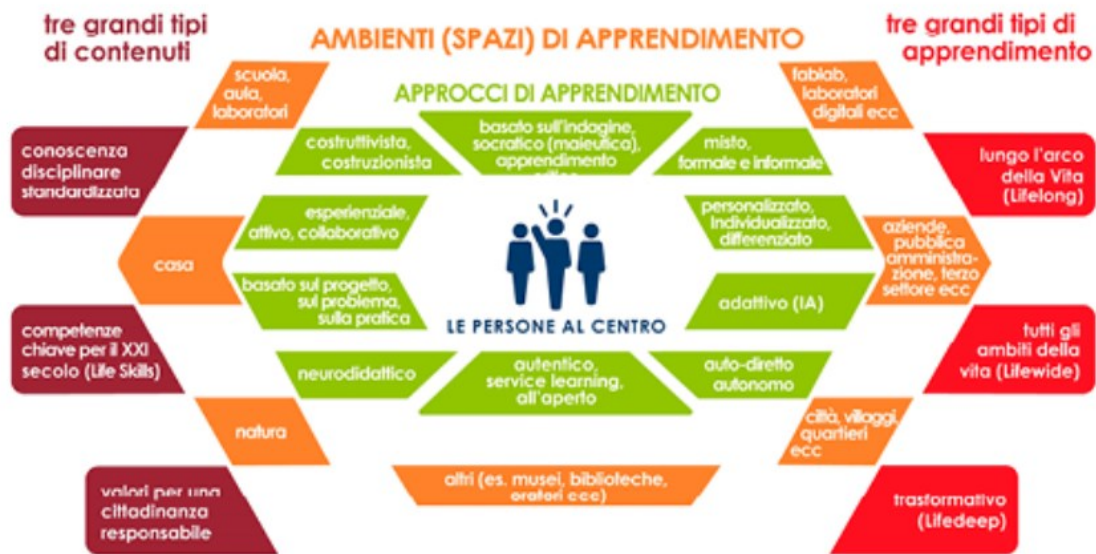 tre grandi tipi
di contenuti
AMBIENTI (SPAZI) DI APPRENDIMENTO
tre grandi tipi di
apprendimento
scuola,
aula,
laboratori
APPROCCI DI APPRENDIMENTO
fablab,
laboratori
digitali ecc
conoscenza
disciplinare
standardizzata
costruttivista,
costruzionista
basato sull'indagine,
socratico (maieutica),
apprendimento
misto,
formale e informale
lungo l'arco
della Vita
(Lifelong)
casa
esperienziale,
attivo, collaborativo
personalizzato,
Individualizzato,
differenziato
aziende,
pubblica
amministra-
zione, terzo
settore ecc
basato sul progetto,
sul problema,
sulla pratica
LE PERSONE AL CENTRO
adattivo (IA)
competenze
chiave per il XXI
secolo (Life Skills)
neurodidattico
autentico,
service learning,
all'aperto
auto-diretto
autonomo
tutti gli
ambiti della
vita (Lifewide)
natura
città, villaggi,
quartieri
ecc
valori per una
cittadinanza
responsabile
altri (es. musei, biblioteche,
oratori ecc)
trasformativo
(Lifedeep)